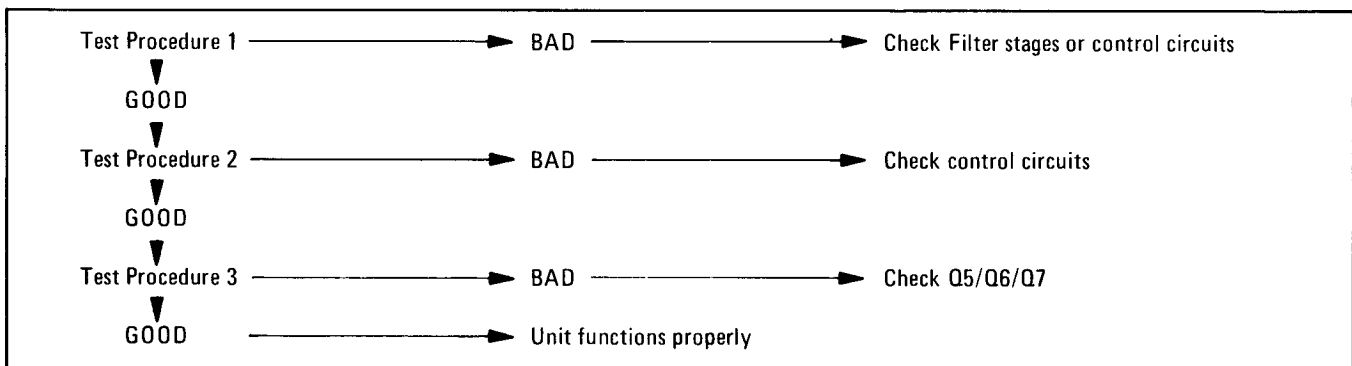 Test Procedure 1 BAD Check Filter stages or control circuits
GOOD
Test Procedure 2 BAD Check control circuits
GOOD
Test Procedure 3 BAD Check Q5/Q6/Q7
GOOD Unit functions properly